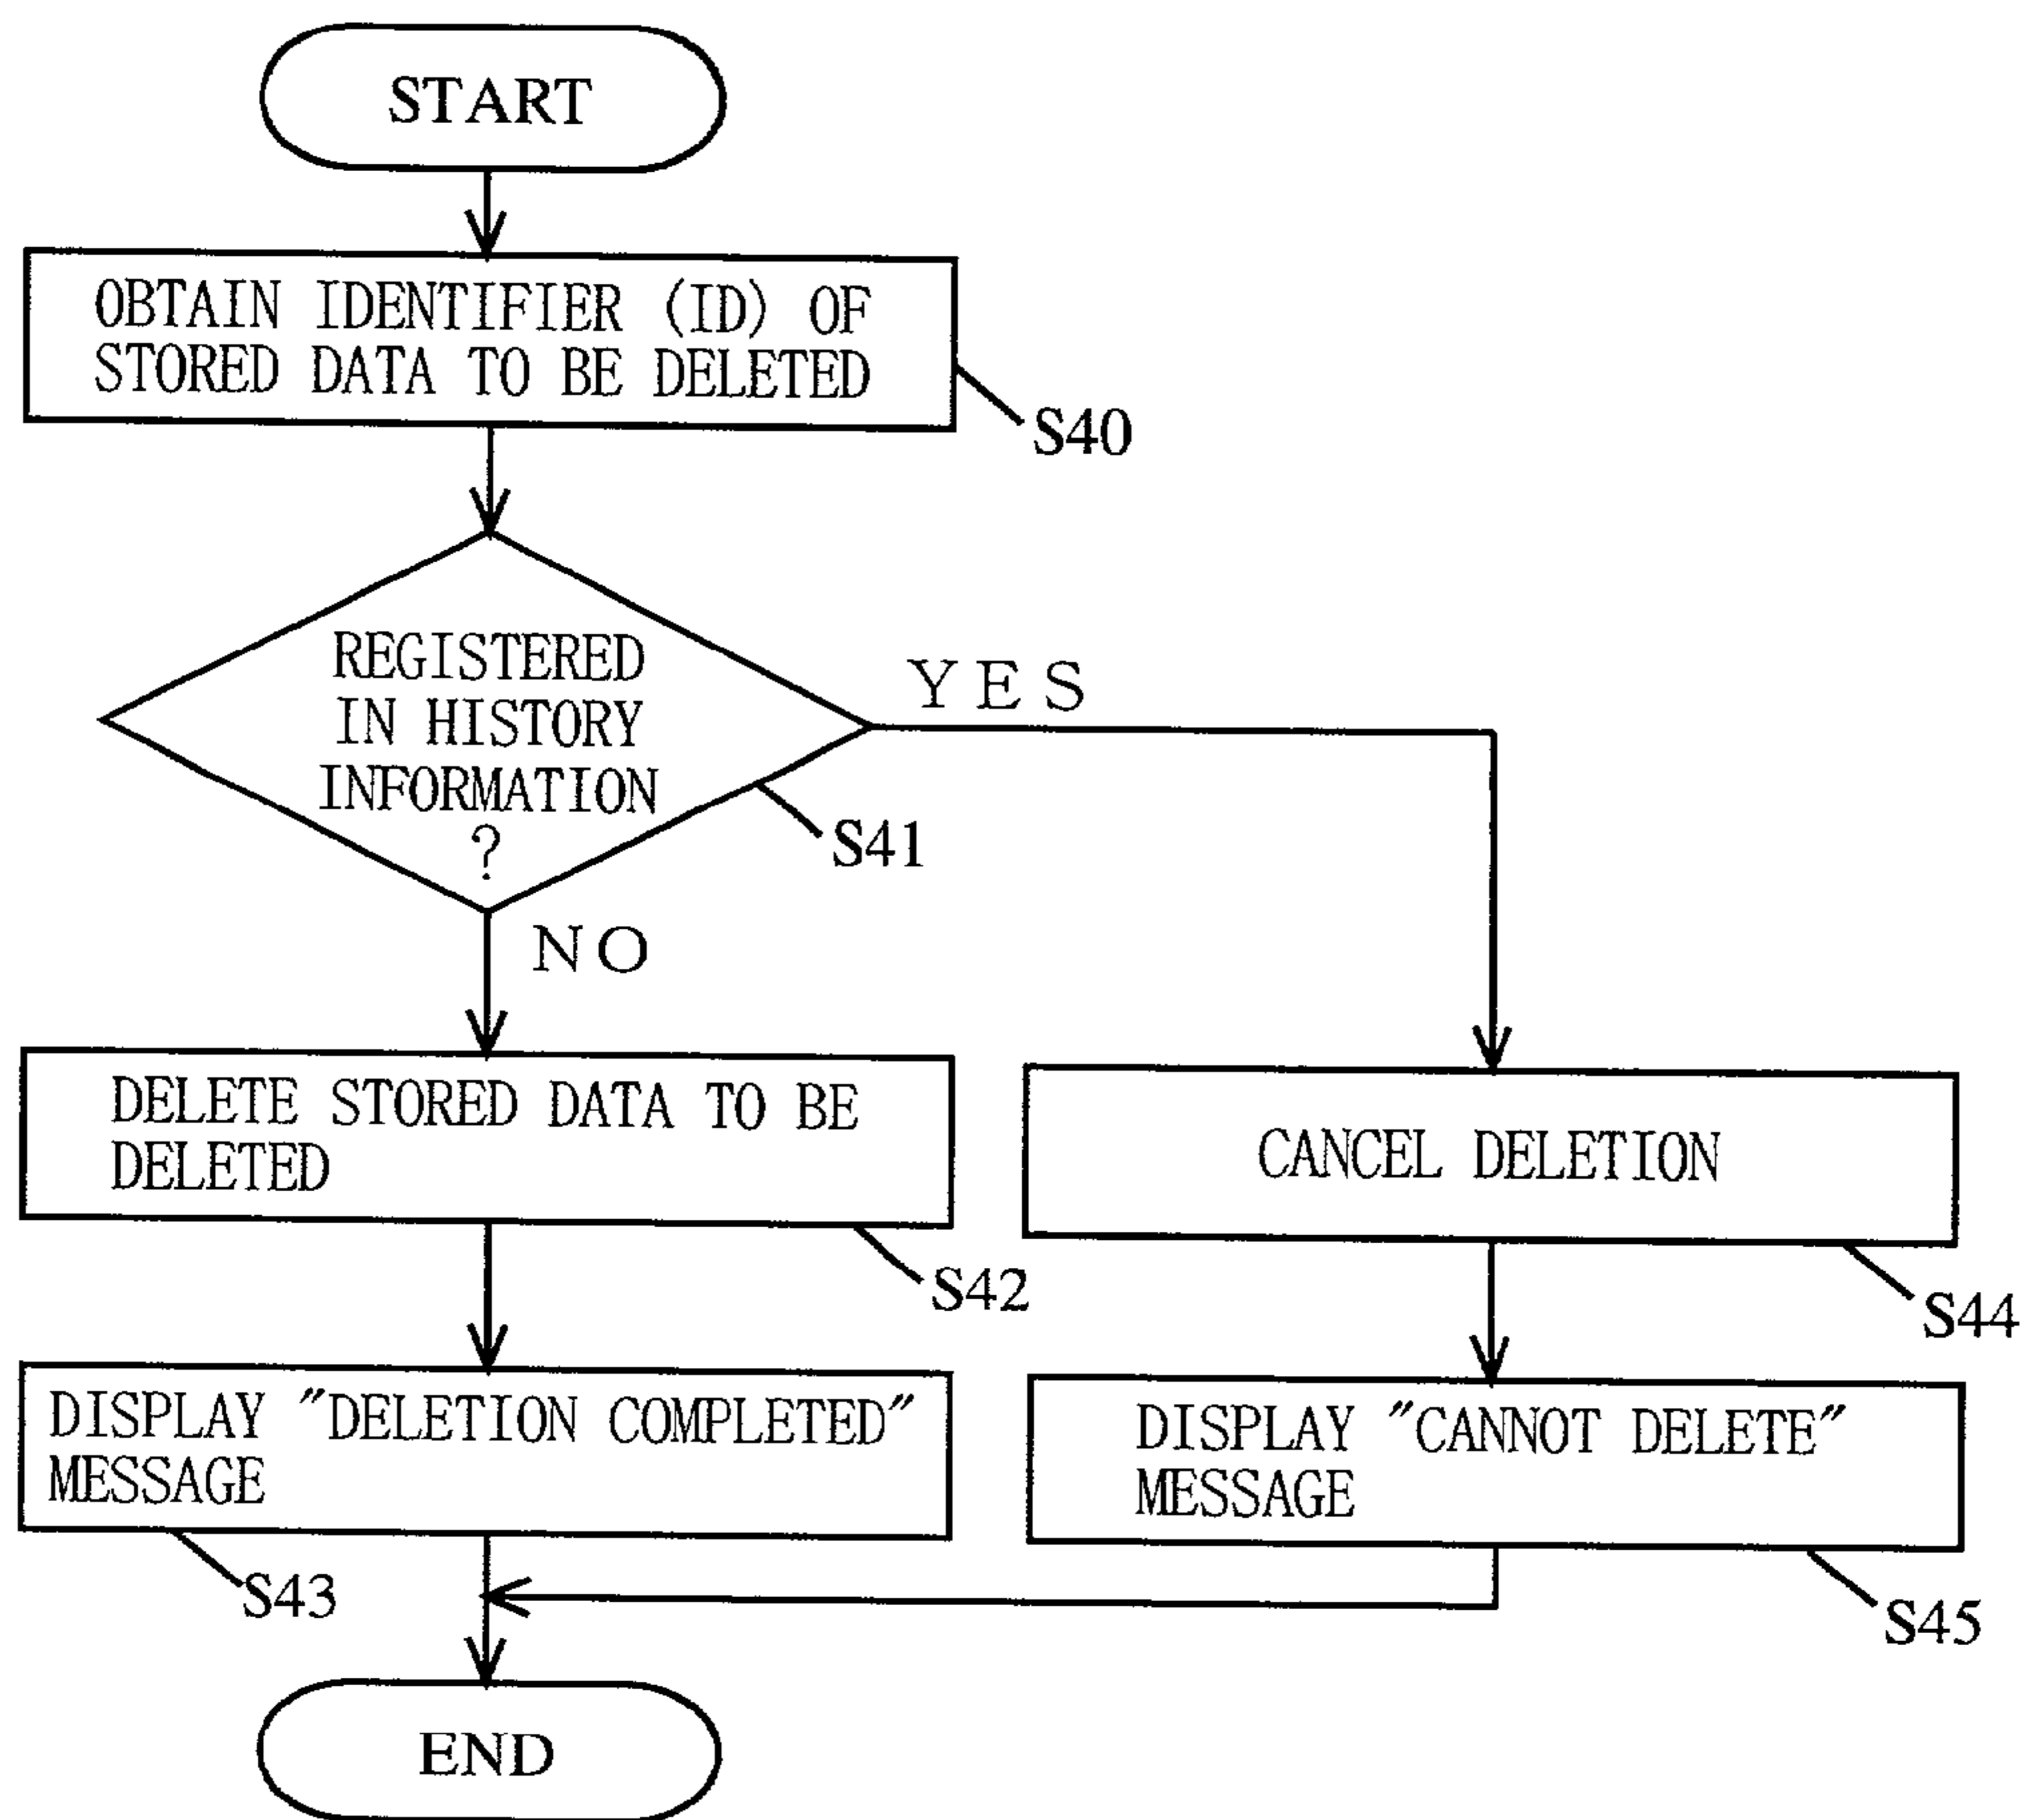 START
OBTAIN IDENTIFIER (ID) OF
STORED DATA TO BE DELETED
S40
REGISTERED
IN HISTORY
INFORMATION
?
YES
S41
NO
DELETE STORED DATA TO BE
DELETED
S42
CANCEL DELETION
S44
DISPLAY "DELETION COMPLETED"
MESSAGE
S43
DISPLAY "CANNOT DELETE"
MESSAGE
S45
END